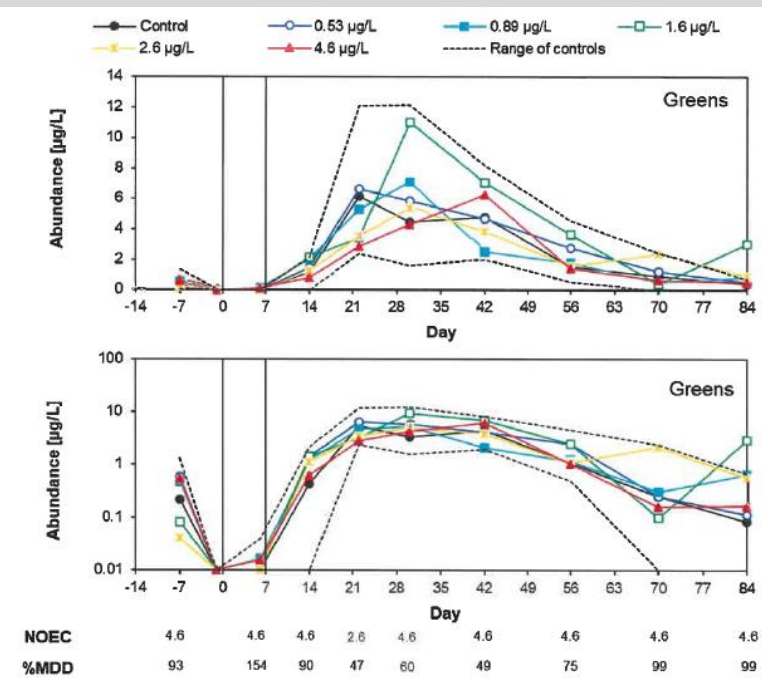 Control 0.53 µg/L 0.89 µg/L 1.6 µg/L
2.6 µg/L 4.6 µg/L Range of controls
Greens
Abundance [µg/L]
14
12
10
8
6
4
2
0
-14 -7 0 7 14 21 28 35 42 49 56 63 70 77 84
Day
Greens
Abundance [µg/L]
100
10
1
0.1
0.01
-14 -7 0 7 14 21 28 35 42 49 56 63 70 77 84
Day
NOEC 4.6 4.6 4.6 2.6 4.6 4.6 4.6 4.6 4.6
%MDD 93 154 90 47 60 49 75 99 99